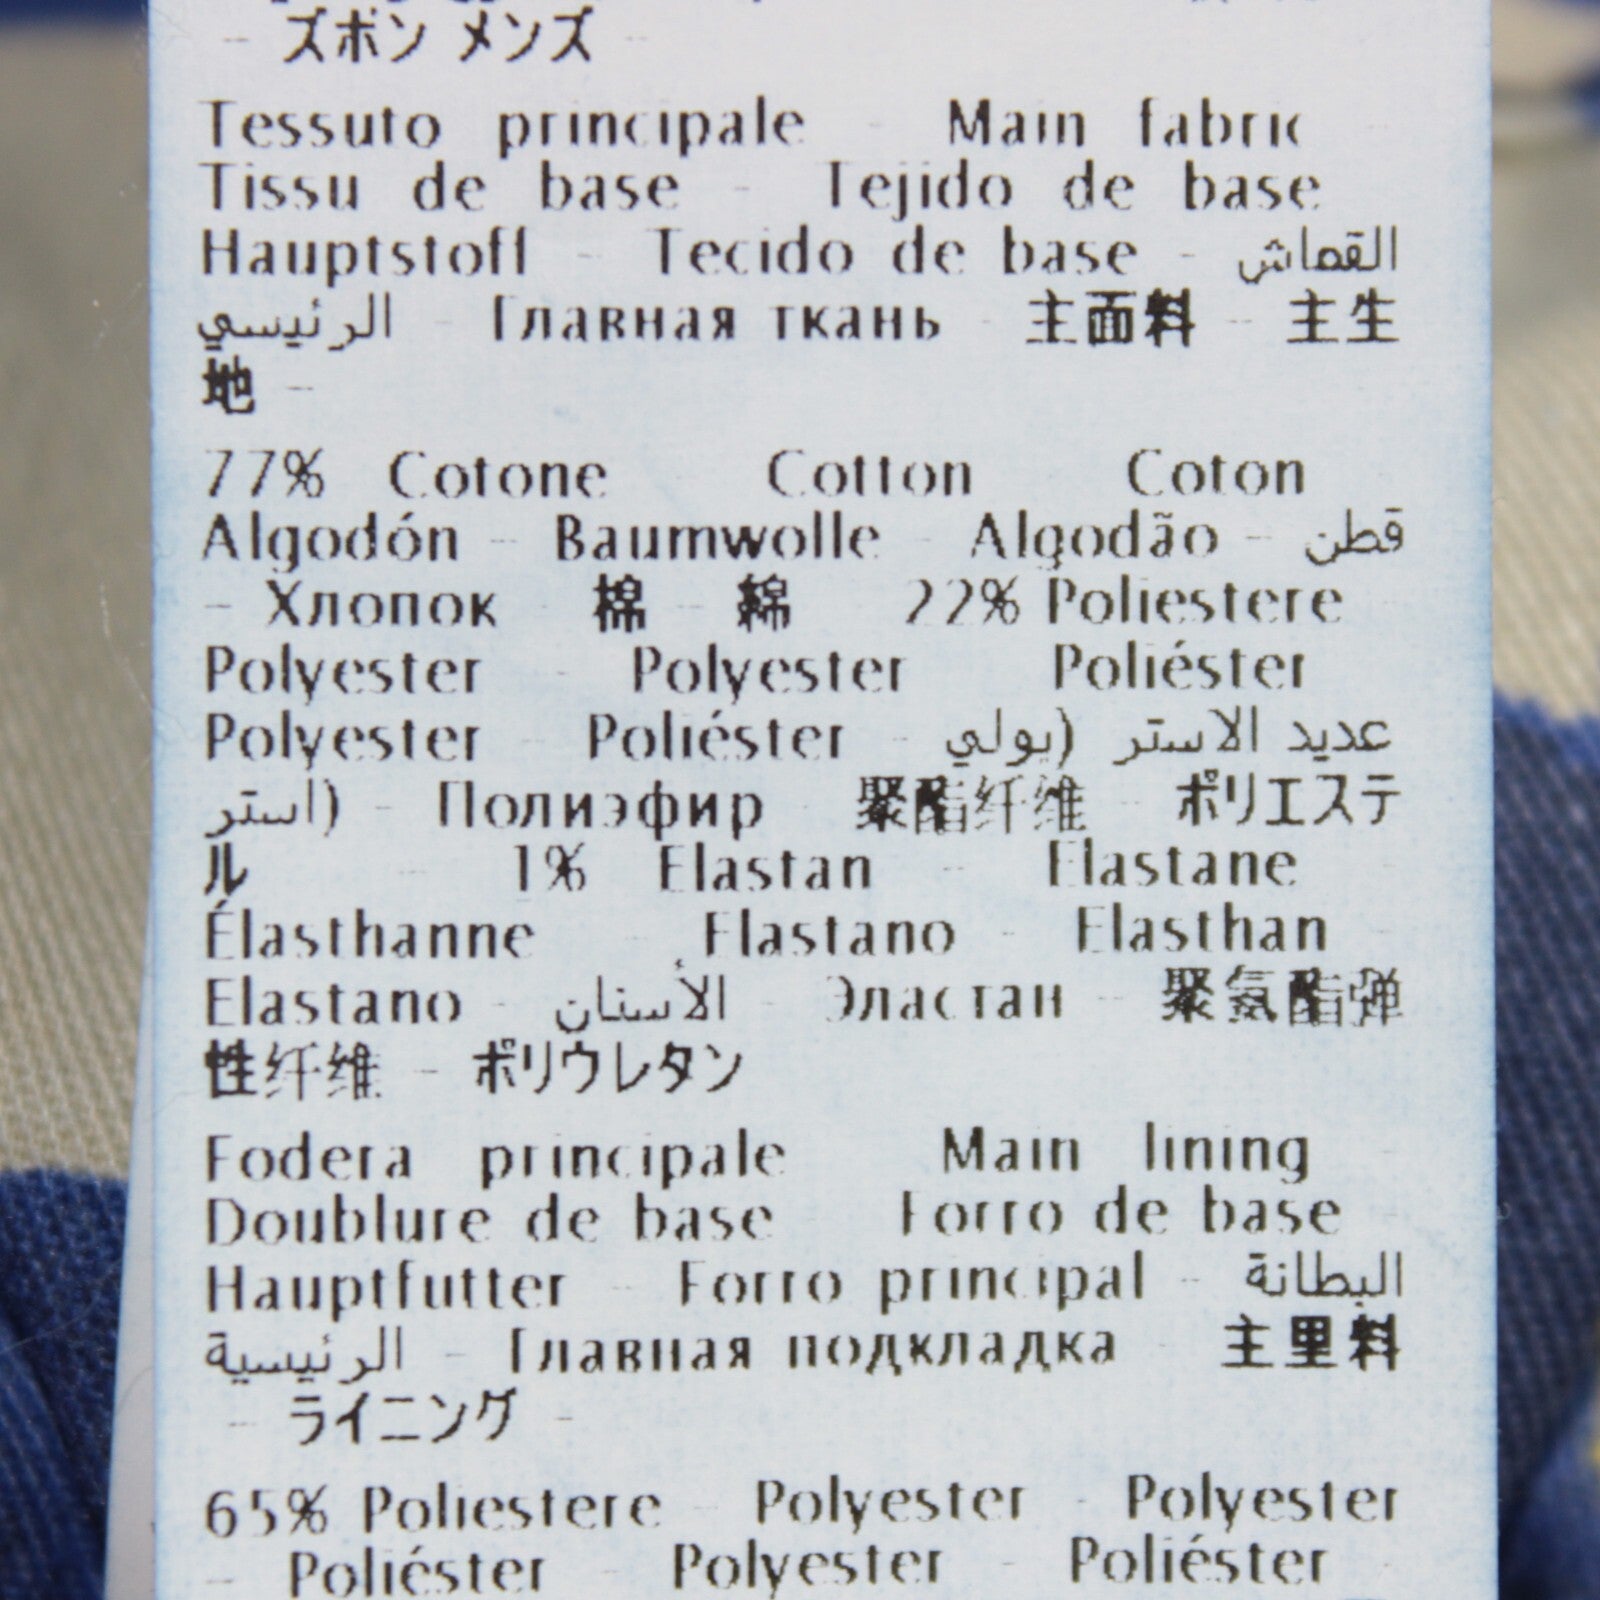 - ズボン メンズ -
Tessuto principale - Main fabric -
Tissu de base - Tejido de base
Hauptstoff - Tecido de base - القماش
الرئيسي - Главная ткань - 主面料 - 主生
地 -
77% Cotone Cotton Coton
Algodón - Baumwolle - Algodão - قطن
- Хлопок - 棉 - 綿 22% Poliestere
Polyester - Polyester Poliéster
Polyester Poliéster - عديد الاستر (بولي
استر) - Полиэфир - 聚酯纤维 - ポリエステ
ル - 1% Elastan - Elastane
Élasthanne - Elastano - Elasthan -
Elastano - الأستان - Эластан - 聚氨酯弹
性纤维 - ポリウレタン
Fodera principale Main lining
Doublure de base - Forro de base
Hauptfutter - Forro principal - البطانة
الرئيسية - Главная подкладка - 主里料
- ライニング -
65% Poliestere - Polyester - Polyester
- Poliéster - Polyester - Poliéster -